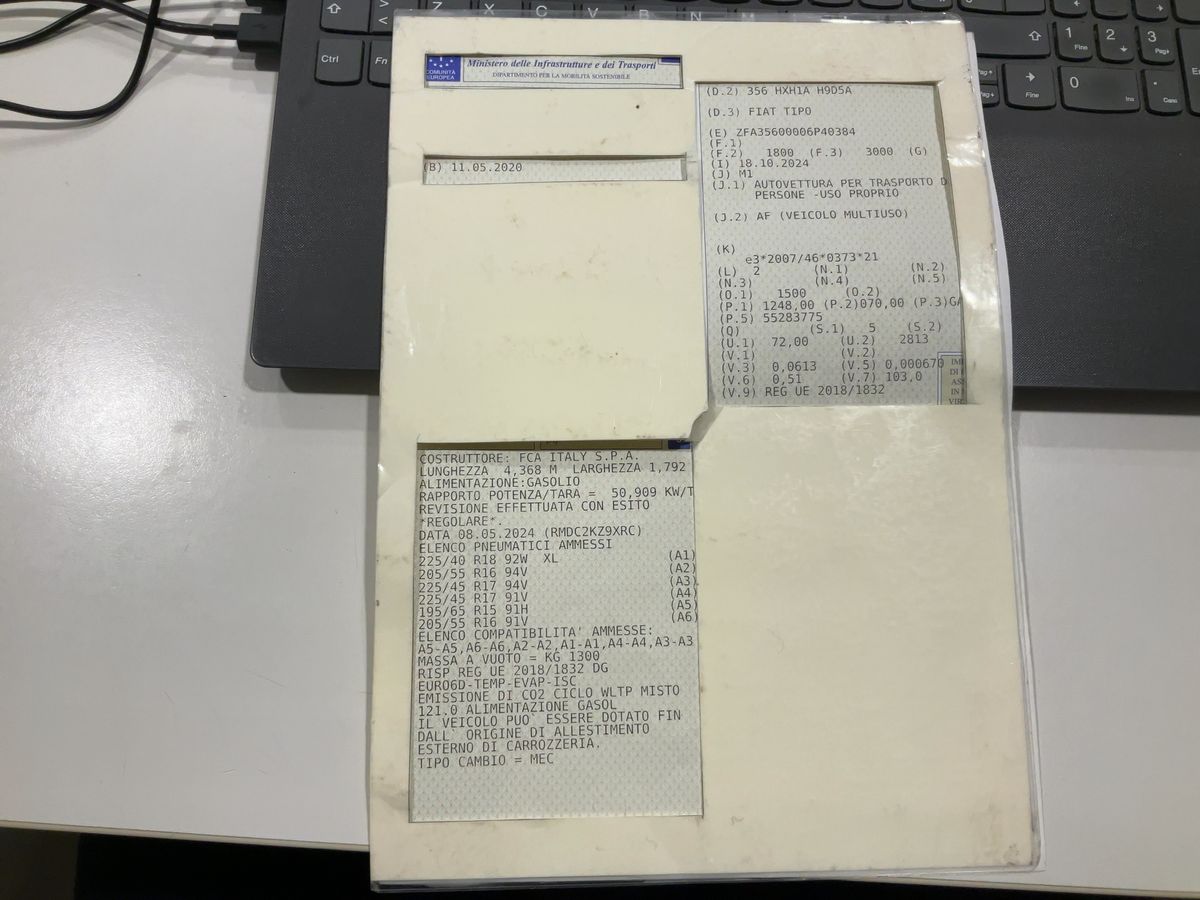 COMUNITÀ EUROPEA
Ministero delle Infrastrutture e dei Trasporti
DIPARTIMENTO PER LA MOBILITÀ SOSTENIBILE
(B) 11.05.2020
(D.2) 356 HXH1A H9D5A
(D.3) FIAT TIPO
(E) ZFA35600006P40384
(F.1)
(F.2) 1800 (F.3) 3000 (G)
(I) 18.10.2024
(J) M1
(J.1) AUTOVETTURA PER TRASPORTO D
PERSONE -USO PROPRIO
(J.2) AF (VEICOLO MULTIUSO)
(K)
e3*2007/46*0373*21
(L) 2 (N.1) (N.2)
(N.3) (N.4) (N.5)
(O.1) 1500 (O.2)
(P.1) 1248,00 (P.2)070,00 (P.3)GA
(P.5) 55283775
(Q) (S.1) 5 (S.2)
(U.1) 72,00 (U.2) 2813
(V.1) (V.2)
(V.3) 0,0613 (V.5) 0,000670
(V.6) 0,51 (V.7) 103,0
(V.9) REG UE 2018/1832
COSTRUTTORE: FCA ITALY S.P.A.
LUNGHEZZA 4,368 M LARGHEZZA 1,792
ALIMENTAZIONE:GASOLIO
RAPPORTO POTENZA/TARA = 50,909 KW/T
REVISIONE EFFETTUATA CON ESITO
*REGOLARE*.
DATA 08.05.2024 (RMDC2KZ9XRC)
ELENCO PNEUMATICI AMMESSI
225/40 R18 92W XL (A1)
205/55 R16 94V (A2)
225/45 R17 94V (A3)
225/45 R17 91V (A4)
195/65 R15 91H (A5)
205/55 R16 91V (A6)
ELENCO COMPATIBILITA' AMMESSE:
A5-A5,A6-A6,A2-A2,A1-A1,A4-A4,A3-A3
MASSA A VUOTO = KG 1300
RISP REG UE 2018/1832 DG
EURO6D-TEMP-EVAP-ISC
EMISSIONE DI CO2 CICLO WLTP MISTO
121.0 ALIMENTAZIONE GASOL
IL VEICOLO PUO' ESSERE DOTATO FIN
DALL' ORIGINE DI ALLESTIMENTO
ESTERNO DI CARROZZERIA.
TIPO CAMBIO = MEC